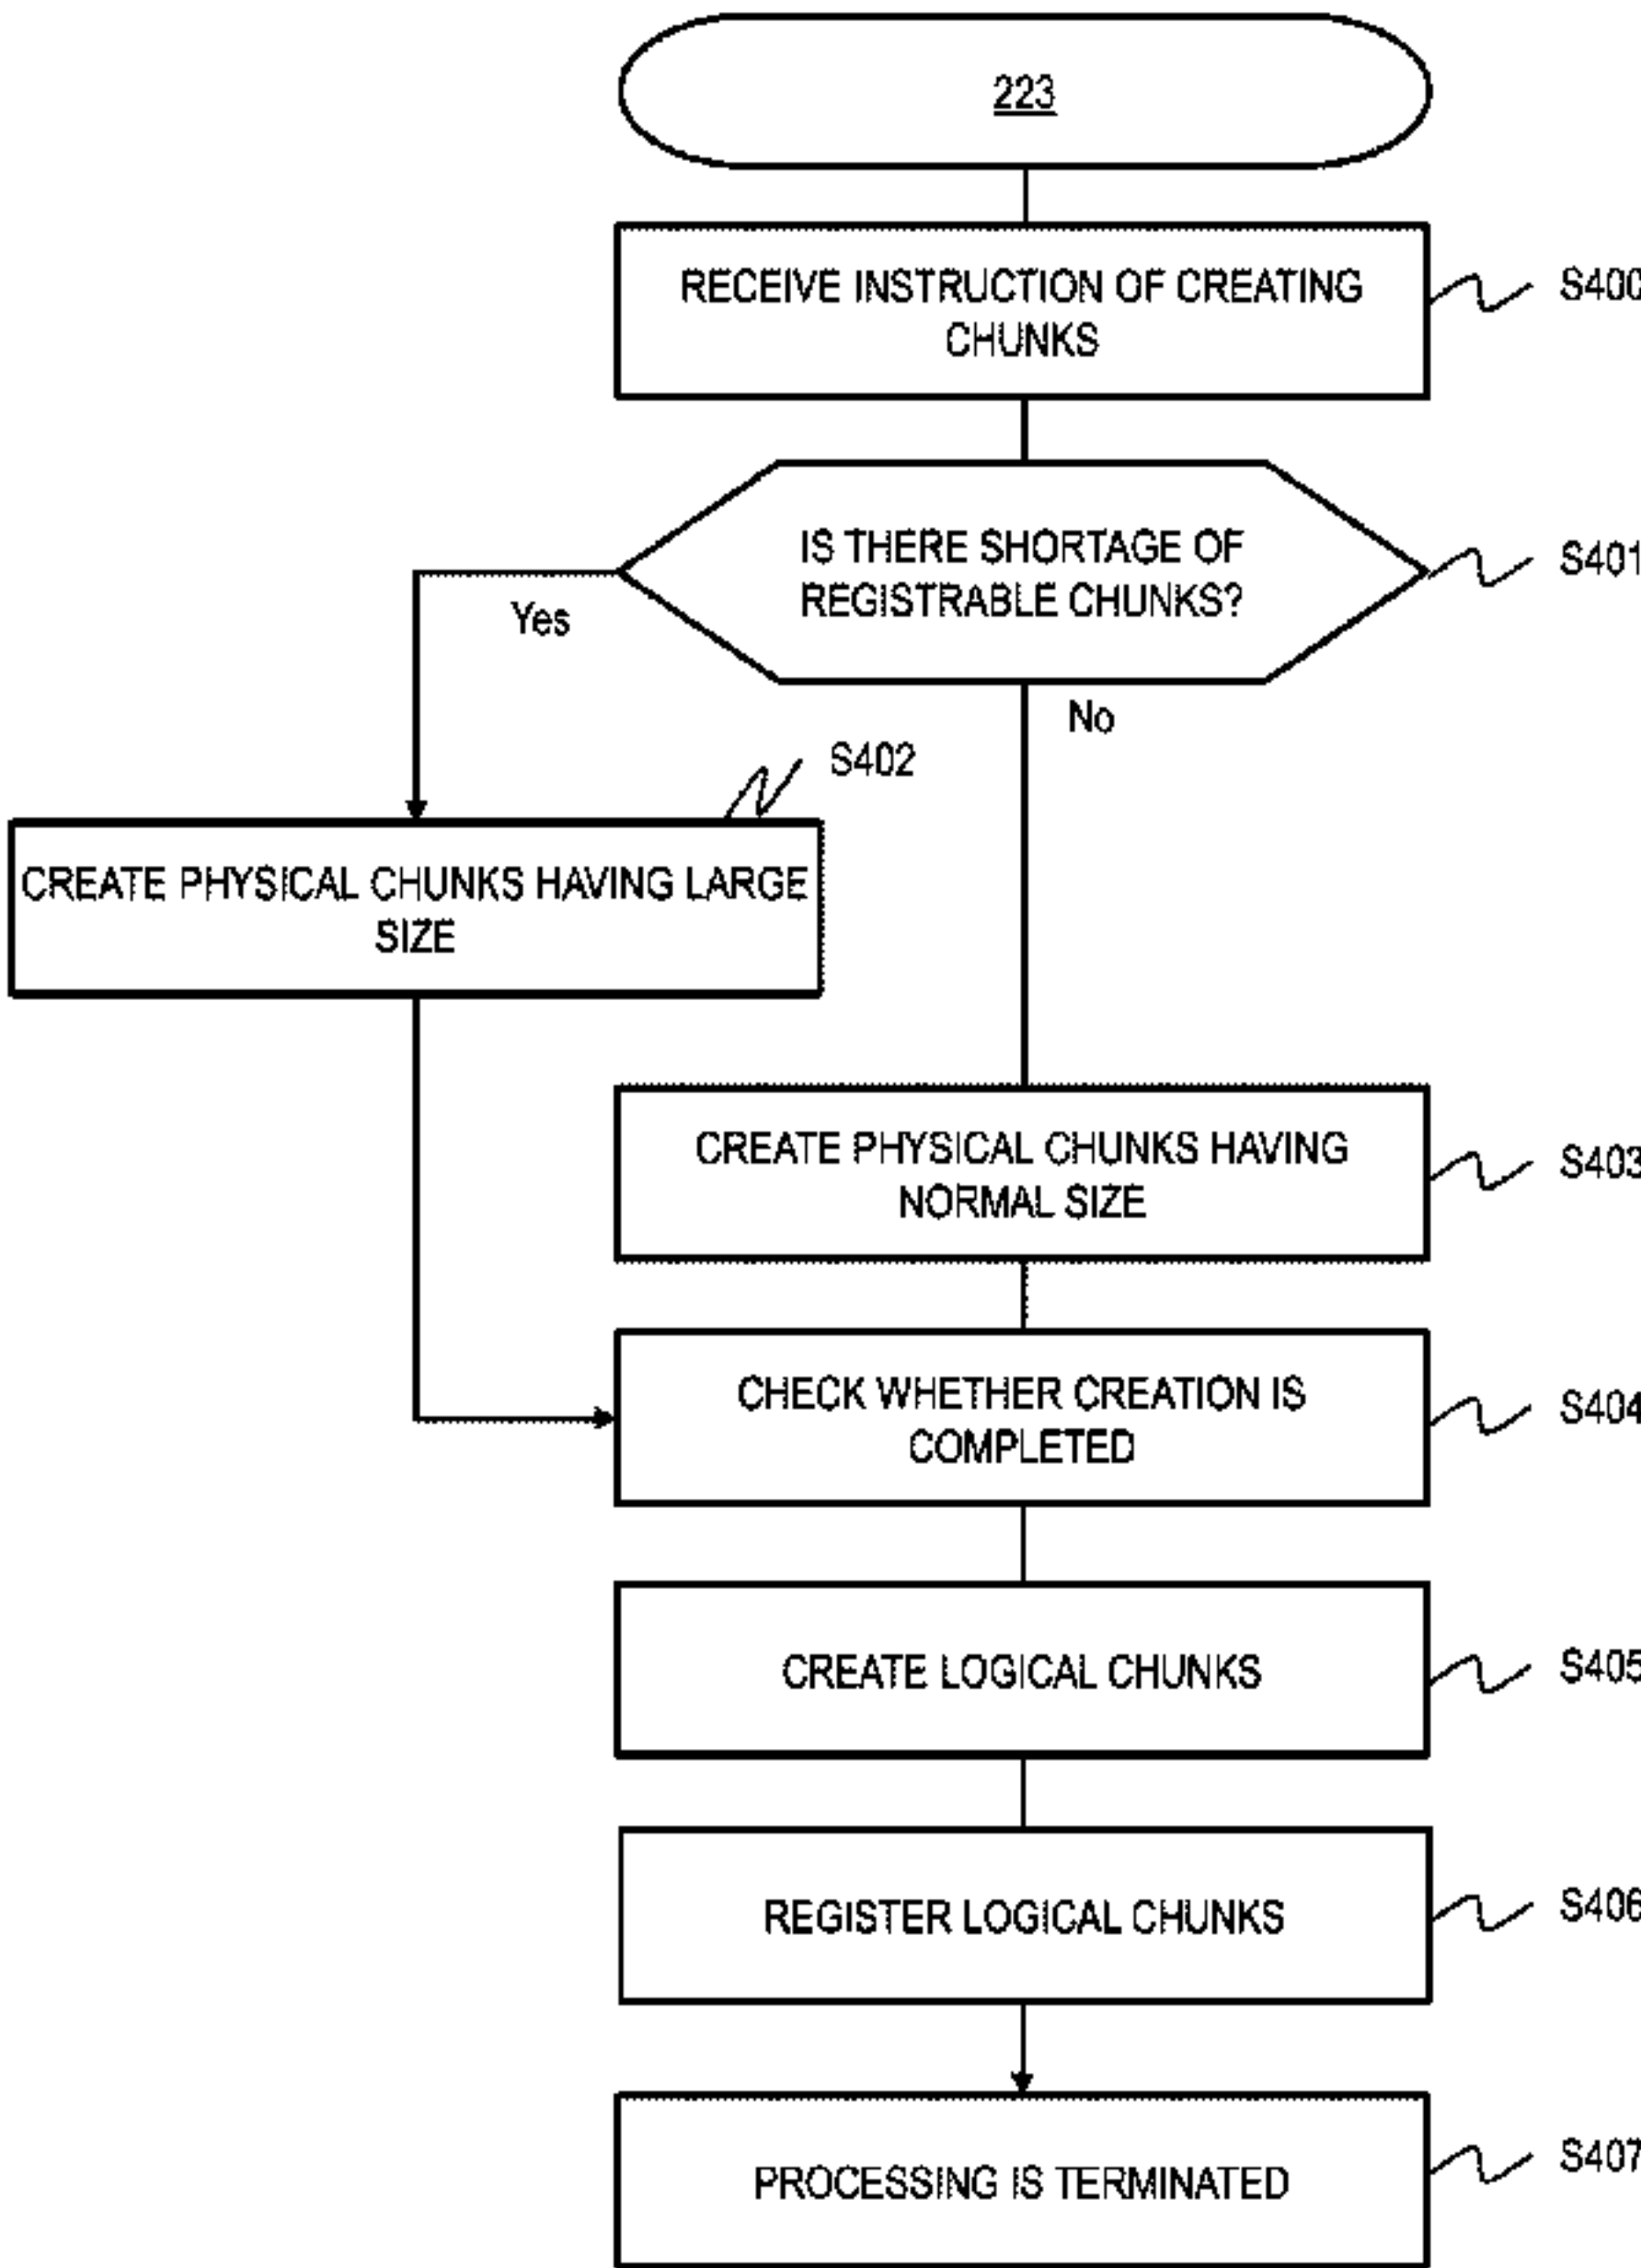 223
RECEIVE INSTRUCTION OF CREATING
CHUNKS
S400
IS THERE SHORTAGE OF
REGISTRABLE CHUNKS?
S401
Yes
No
S402
CREATE PHYSICAL CHUNKS HAVING LARGE
SIZE
CREATE PHYSICAL CHUNKS HAVING
NORMAL SIZE
S403
CHECK WHETHER CREATION IS
COMPLETED
S404
CREATE LOGICAL CHUNKS
S405
REGISTER LOGICAL CHUNKS
S406
PROCESSING IS TERMINATED
S407